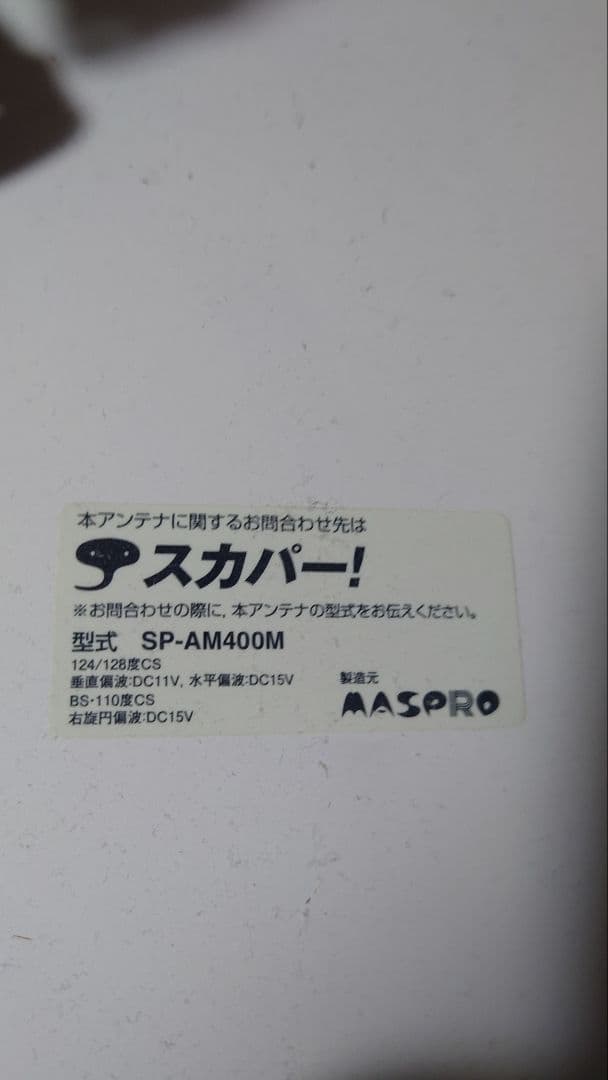 本アンテナに関するお問合わせ先は
スカパー!
※お問合わせの際に、本アンテナの型式をお伝えください。
型式 SP-AM400M
124/128度CS
垂直偏波:DC11V, 水平偏波:DC15V
BS・110度CS
右旋円偏波:DC15V
製造元
MASPRO